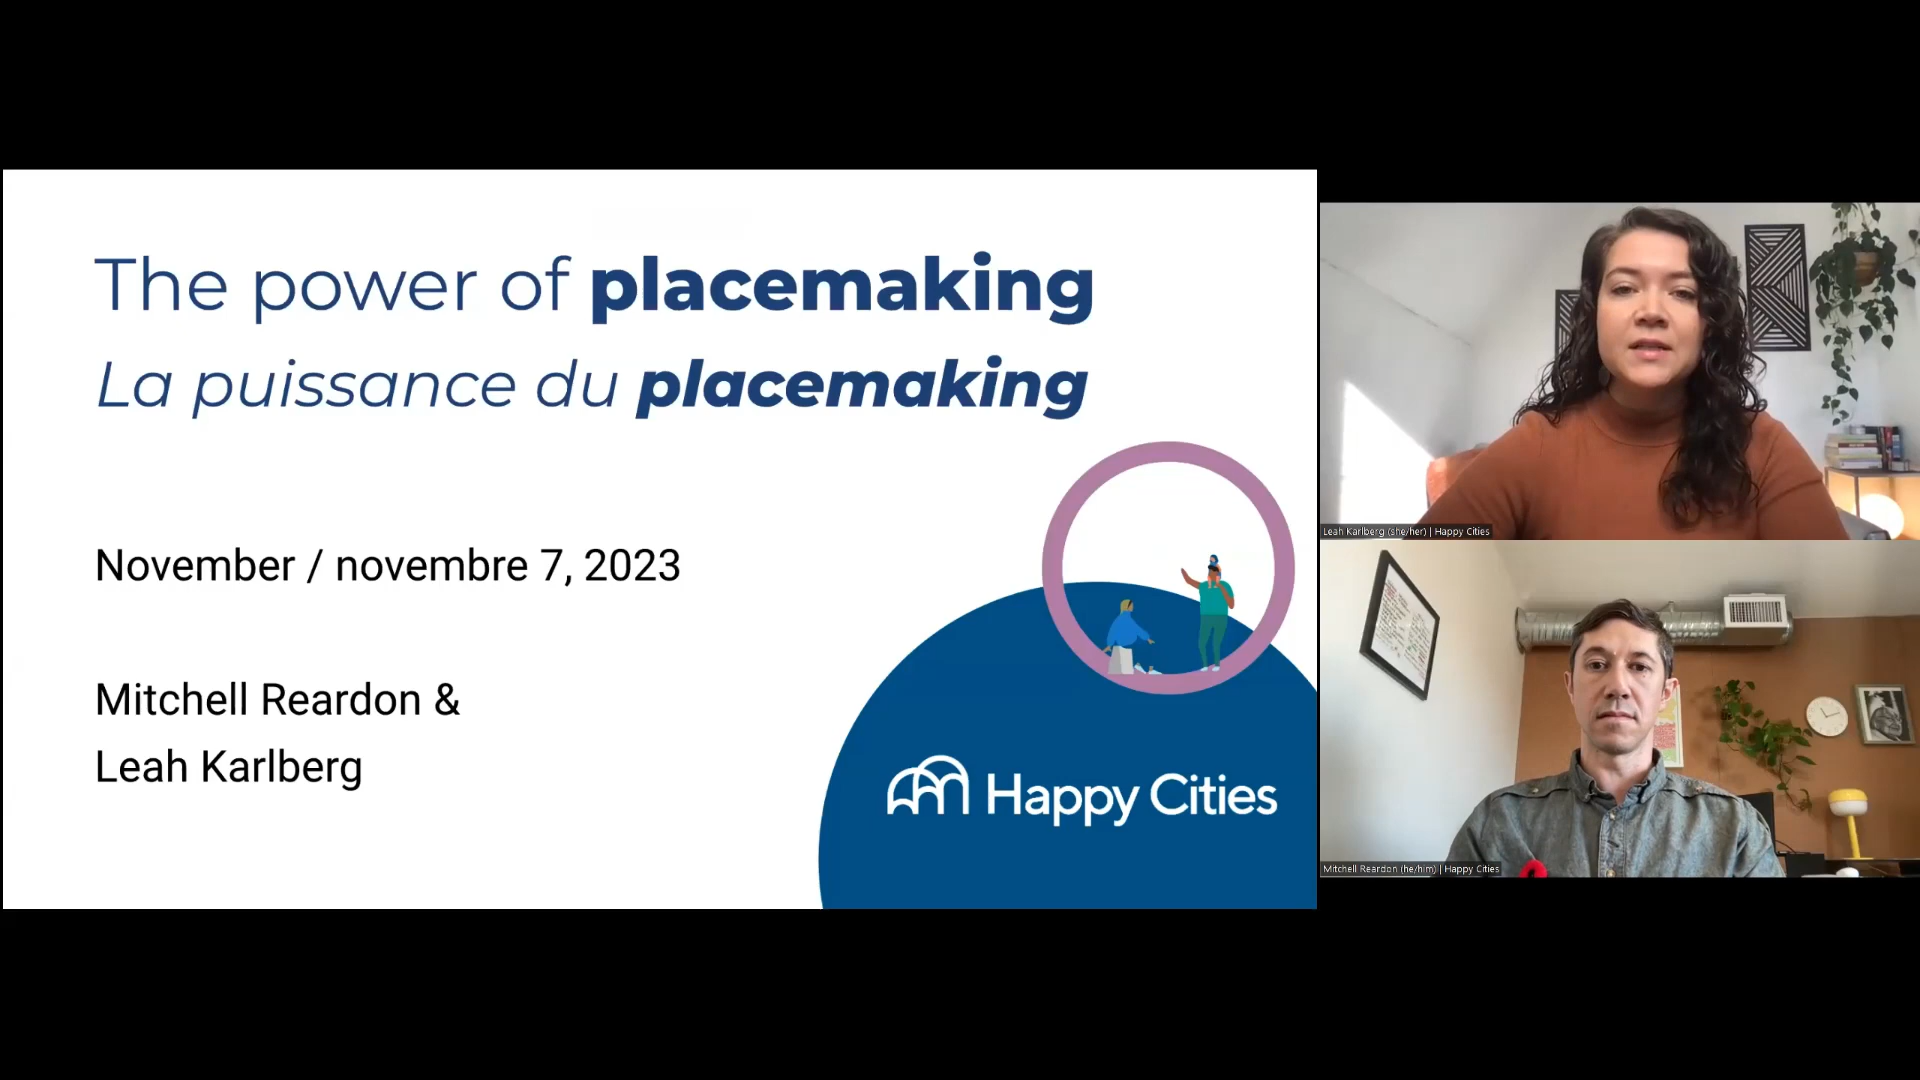 The power of placemaking
La puissance du placemaking
November / novembre 7, 2023
Mitchell Reardon &
Leah Karlberg
Happy Cities
Leah Karlberg (she/her) | Happy Cities
Mitchell Reardon (he/him) | Happy Cities